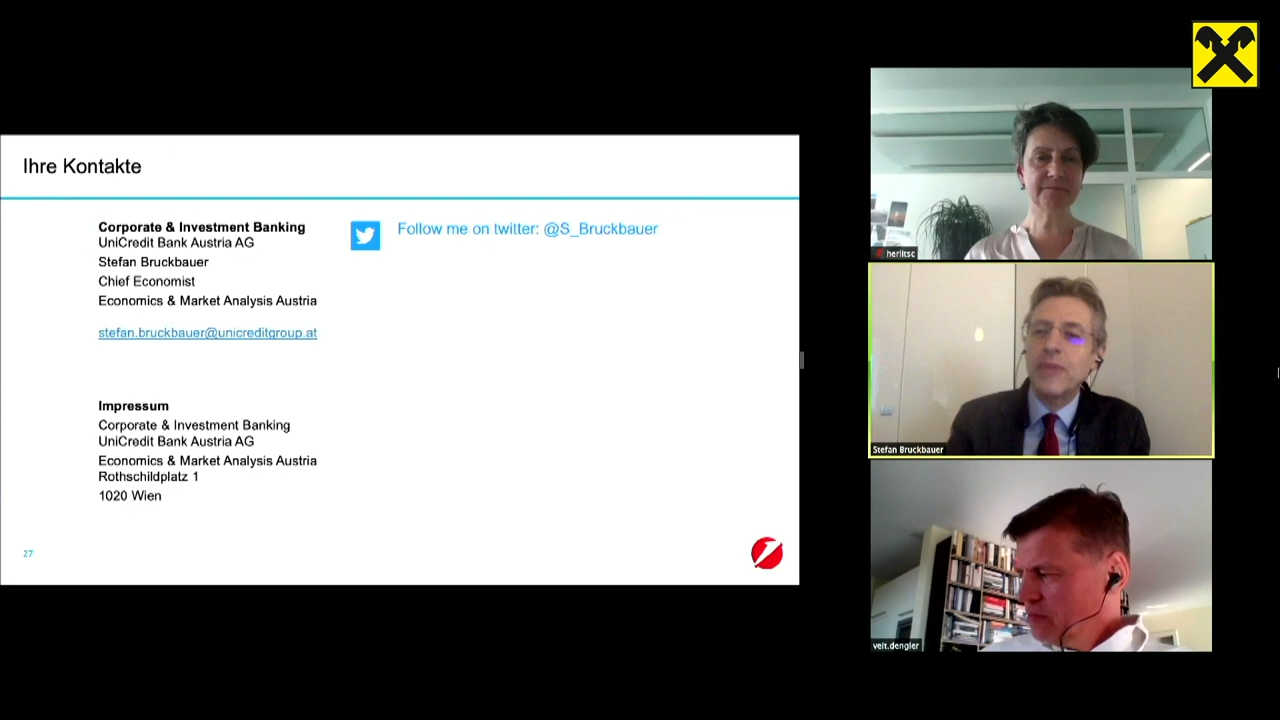 Ihre Kontakte
Corporate & Investment Banking
UniCredit Bank Austria AG
Stefan Bruckbauer
Chief Economist
Economics & Market Analysis Austria
stefan.bruckbauer@unicreditgroup.at
Follow me on twitter: @S_Bruckbauer
Impressum
Corporate & Investment Banking
UniCredit Bank Austria AG
Economics & Market Analysis Austria
Rothschildplatz 1
1020 Wien
27
herlitsc
Stefan Bruckbauer
veit.dengler